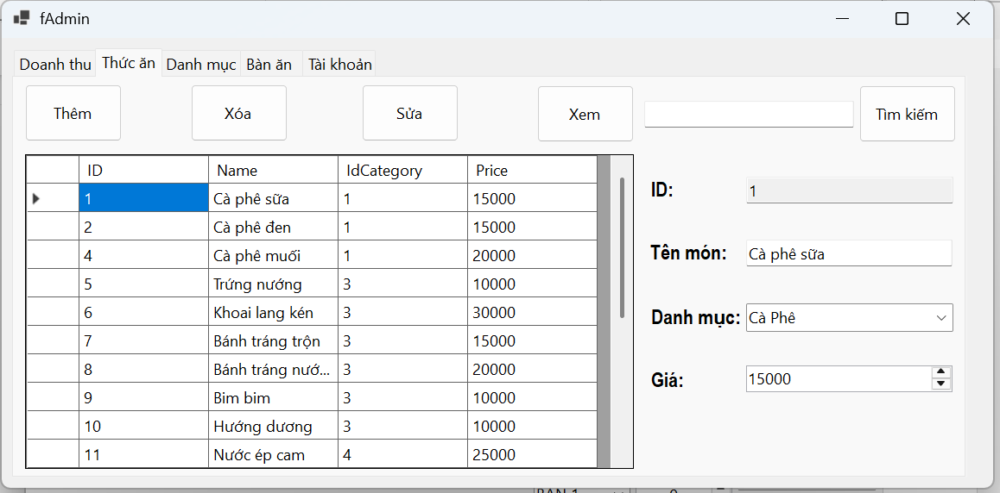 fAdmin
Doanh thu Thức ăn Danh mục Bàn ăn Tài khoản
Thêm Xóa Sửa Xem Tìm kiếm
ID Name IdCategory Price
1 Cà phê sữa 1 15000
2 Cà phê đen 1 15000
4 Cà phê muối 1 20000
5 Trứng nướng 3 10000
6 Khoai lang kén 3 30000
7 Bánh tráng trộn 3 15000
8 Bánh tráng nướ... 3 20000
9 Bim bim 3 10000
10 Hướng dương 3 10000
11 Nước ép cam 4 25000
ID: 1
Tên món: Cà phê sữa
Danh mục: Cà Phê
Giá: 15000